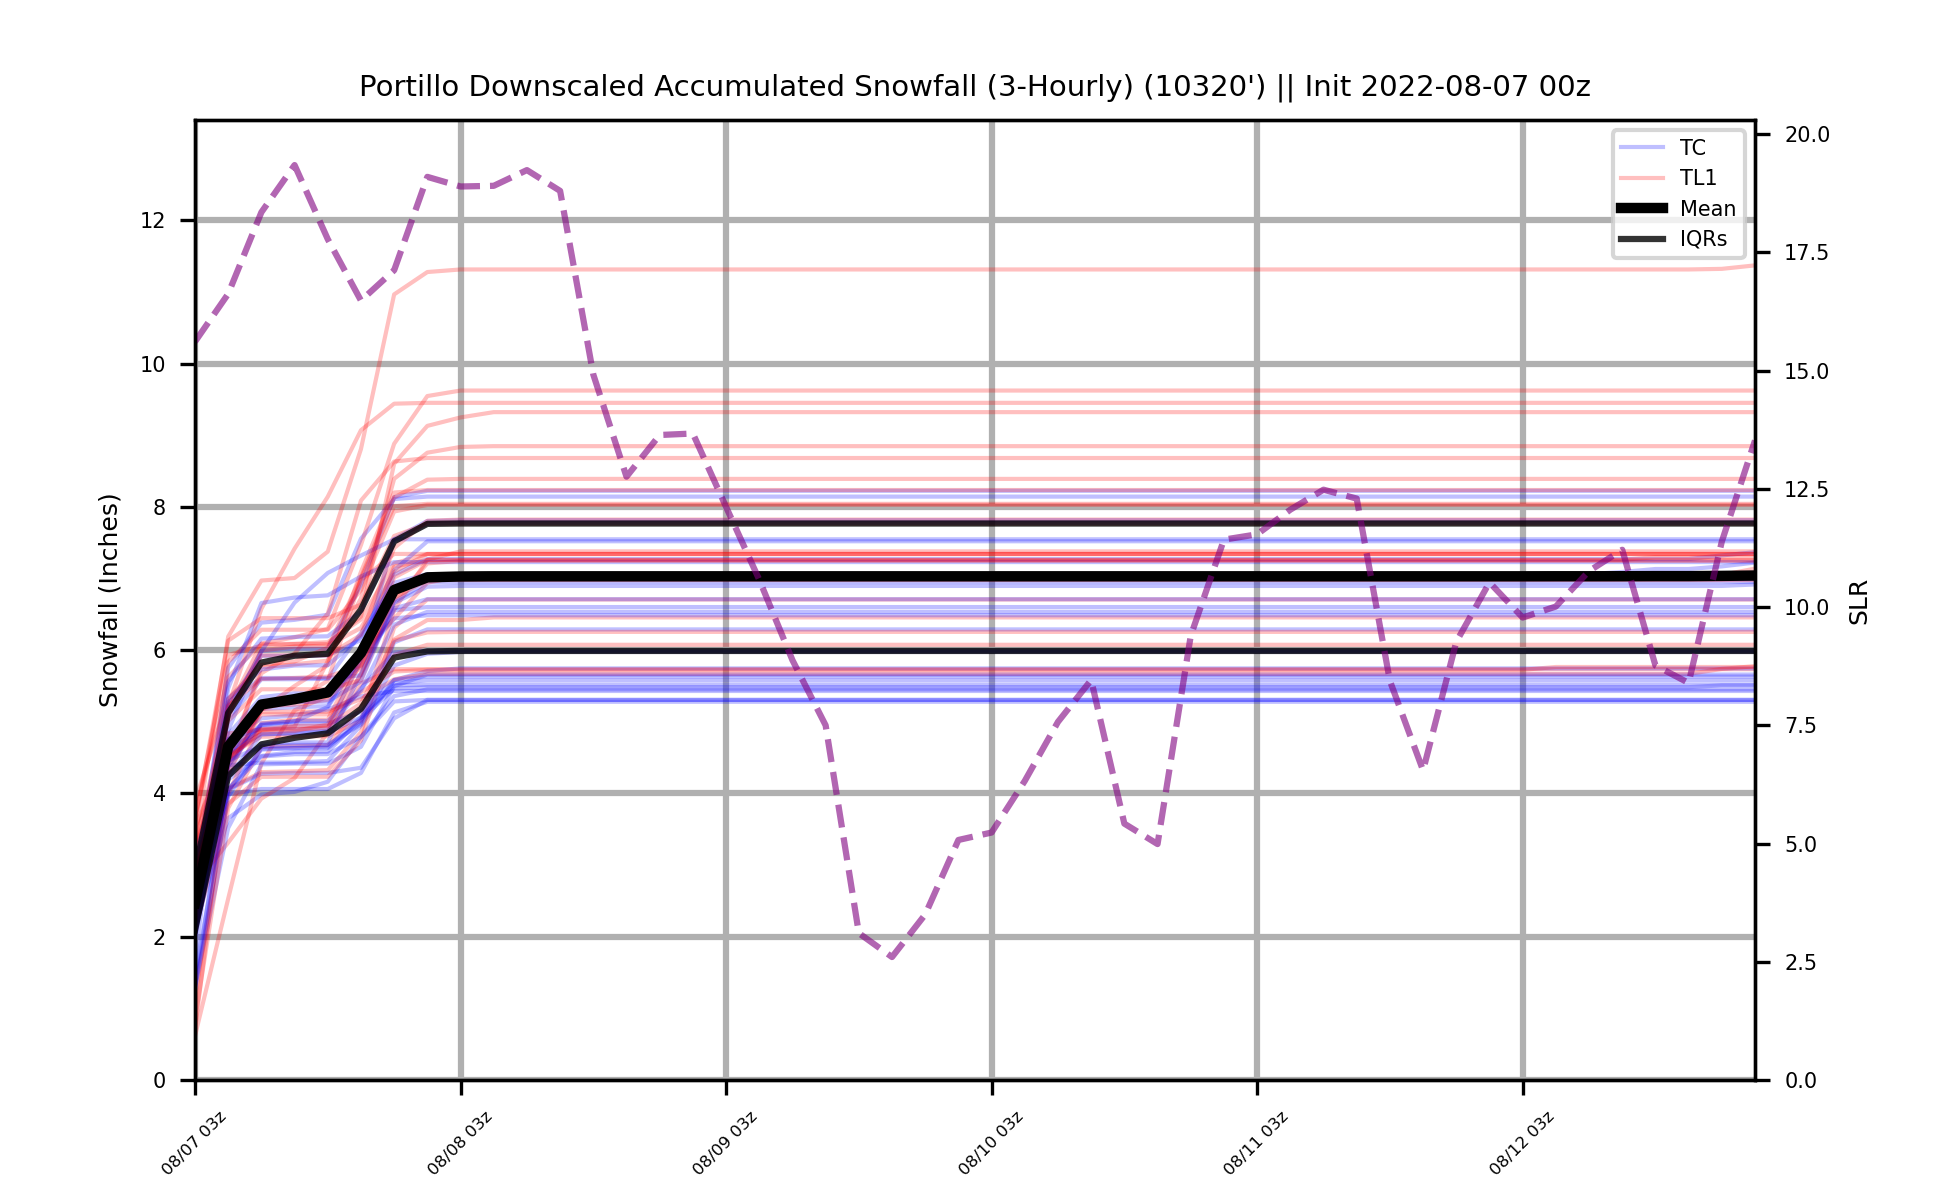 Portillo Downscaled Accumulated Snowfall (3-Hourly) (10320') || Init 2022-08-07 00z
TC
TL1
Mean
IQRs
Snowfall (Inches)
12
10
8
6
4
2
0
SLR
20.0
17.5
15.0
12.5
10.0
7.5
5.0
2.5
0.0
08/07 03z
08/08 03z
08/09 03z
08/10 03z
08/11 03z
08/12 03z